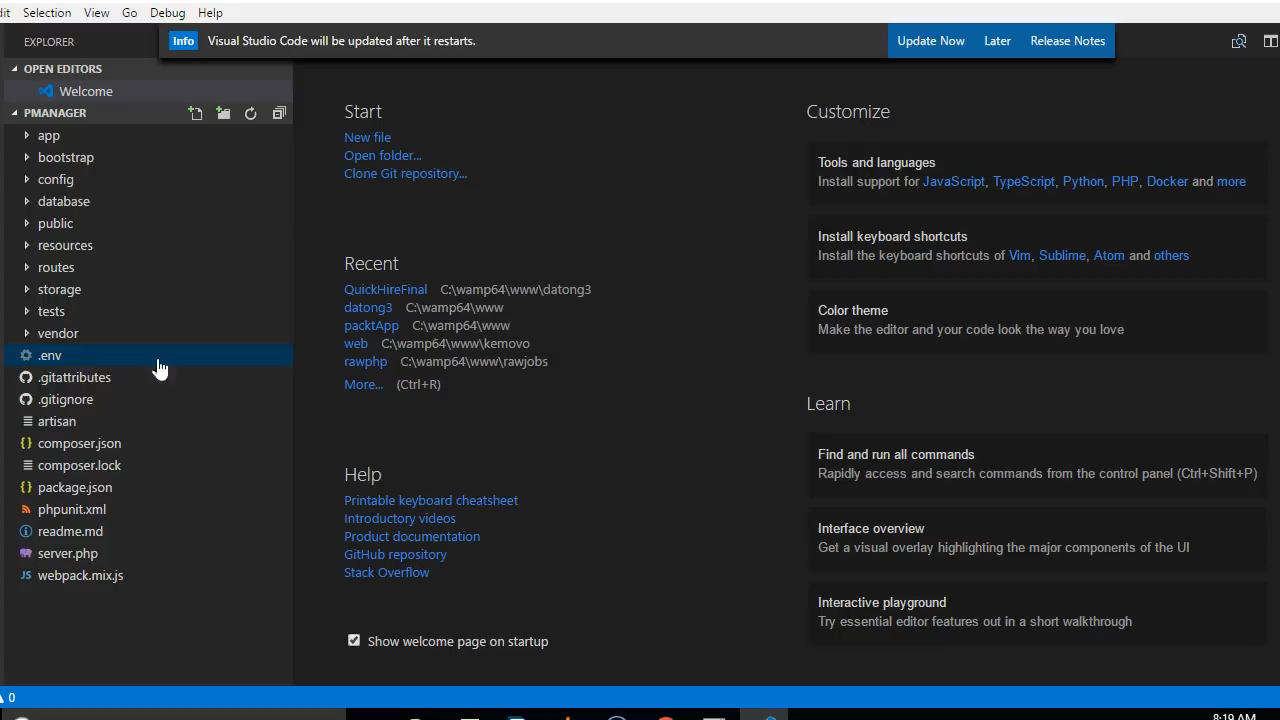 dit Selection View Go Debug Help
EXPLORER
Info Visual Studio Code will be updated after it restarts. Update Now Later Release Notes
OPEN EDITORS
Welcome
PMANAGER
app
bootstrap
config
database
public
resources
routes
storage
tests
vendor
.env
.gitattributes
.gitignore
artisan
composer.json
composer.lock
package.json
phpunit.xml
readme.md
server.php
JS webpack.mix.js
Start
New file
Open folder...
Clone Git repository...
Recent
QuickHireFinal C:\wamp64\www\datong3
datong3 C:\wamp64\www
packtApp C:\wamp64\www
web C:\wamp64\www\kemovo
rawphp C:\wamp64\www\rawjobs
More... (Ctrl+R)
Help
Printable keyboard cheatsheet
Introductory videos
Product documentation
GitHub repository
Stack Overflow
Show welcome page on startup
Customize
Tools and languages
Install support for JavaScript, TypeScript, Python, PHP, Docker and more
Install keyboard shortcuts
Install the keyboard shortcuts of Vim, Sublime, Atom and others
Color theme
Make the editor and your code look the way you love
Learn
Find and run all commands
Rapidly access and search commands from the control panel (Ctrl+Shift+P)
Interface overview
Get a visual overlay highlighting the major components of the UI
Interactive playground
Try essential editor features out in a short walkthrough
0
8:19 AM